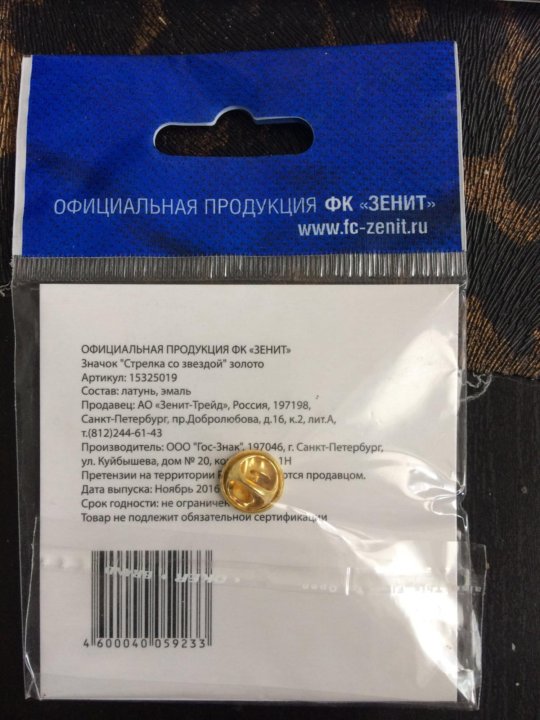 ОФИЦИАЛЬНАЯ ПРОДУКЦИЯ ФК «ЗЕНИТ»
www.fc-zenit.ru
ОФИЦИАЛЬНАЯ ПРОДУКЦИЯ ФК «ЗЕНИТ»
Значок "Стрелка со звездой" золото
Артикул: 15325019
Состав: латунь, эмаль
Продавец: АО «Зенит-Трейд», Россия, 197198,
Санкт-Петербург, пр.Добролюбова, д.16, к.2, лит.А,
т.(812)244-61-43
Производитель: ООО "Гос-Знак", 197046, г. Санкт-Петербург,
ул. Куйбышева, дом № 20, 1Н
Претензии на территории продавцом.
Дата выпуска: Ноябрь 2016
Срок годности: не
Товар не подлежит обязательной сертификации
4 600040 059233